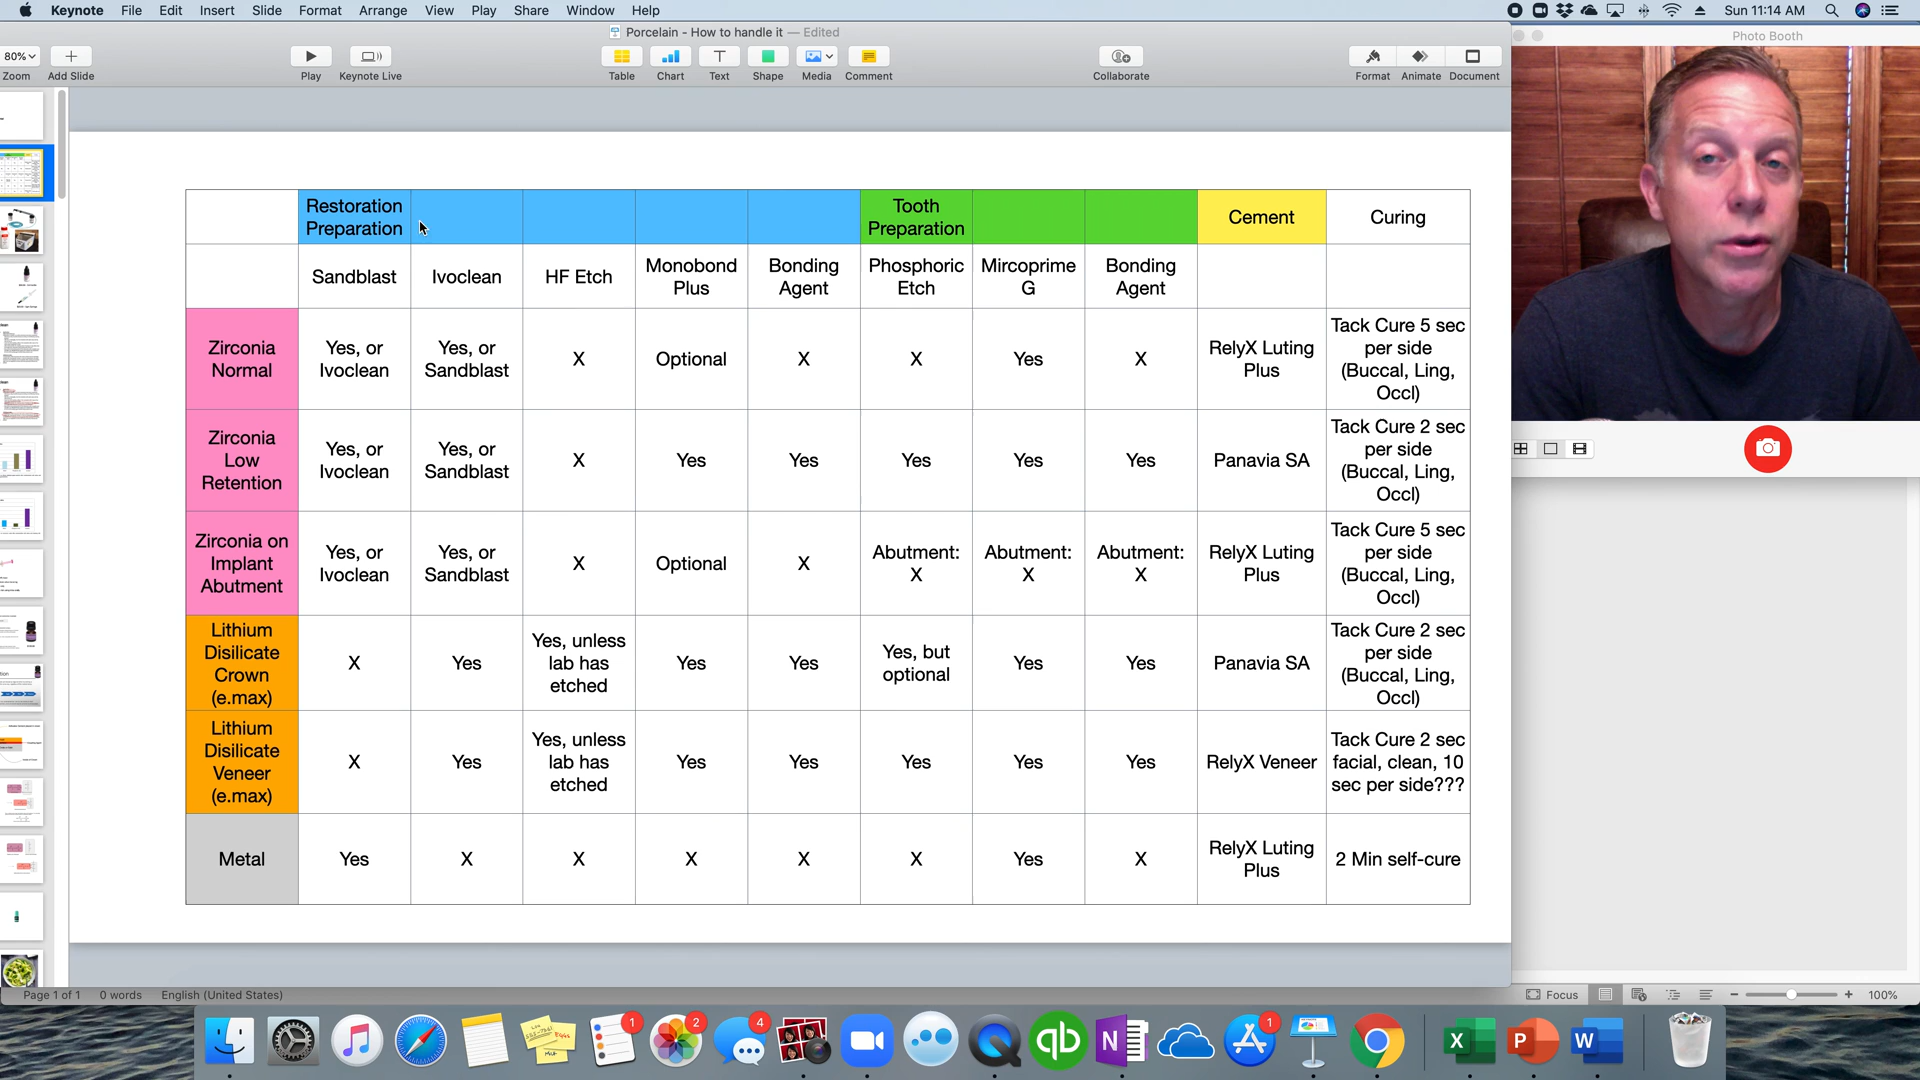 Keynote File Edit Insert Slide Format Arrange View Play Share Window Help
Sun 11:14 AM
Porcelain - How to handle it — Edited
Photo Booth
80%
Zoom
Add Slide
Play
Keynote Live
Table
Chart
Text
Shape
Media
Comment
Collaborate
Format
Animate
Document
Restoration
Preparation
Tooth
Preparation
Cement
Curing
Sandblast
Ivoclean
HF Etch
Monobond
Plus
Bonding
Agent
Phosphoric
Etch
Mircoprime
G
Bonding
Agent
Zirconia
Normal
Yes, or
Ivoclean
Yes, or
Sandblast
X
Optional
X
X
Yes
X
RelyX Luting
Plus
Tack Cure 5 sec
per side
(Buccal, Ling,
Occl)
Zirconia
Low
Retention
Yes, or
Ivoclean
Yes, or
Sandblast
X
Yes
Yes
Yes
Yes
Yes
Panavia SA
Tack Cure 2 sec
per side
(Buccal, Ling,
Occl)
Zirconia on
Implant
Abutment
Yes, or
Ivoclean
Yes, or
Sandblast
X
Optional
X
Abutment:
X
Abutment:
X
Abutment:
X
RelyX Luting
Plus
Tack Cure 5 sec
per side
(Buccal, Ling,
Occl)
Lithium
Disilicate
Crown
(e.max)
X
Yes
Yes, unless
lab has
etched
Yes
Yes
Yes, but
optional
Yes
Yes
Panavia SA
Tack Cure 2 sec
per side
(Buccal, Ling,
Occl)
Lithium
Disilicate
Veneer
(e.max)
X
Yes
Yes, unless
lab has
etched
Yes
Yes
Yes
Yes
Yes
RelyX Veneer
Tack Cure 2 sec
facial, clean, 10
sec per side???
Metal
Yes
X
X
X
X
X
Yes
X
RelyX Luting
Plus
2 Min self-cure
Page 1 of 1 0 words English (United States)
Focus
100%
1
2
4
qb
N
1
X
P
W